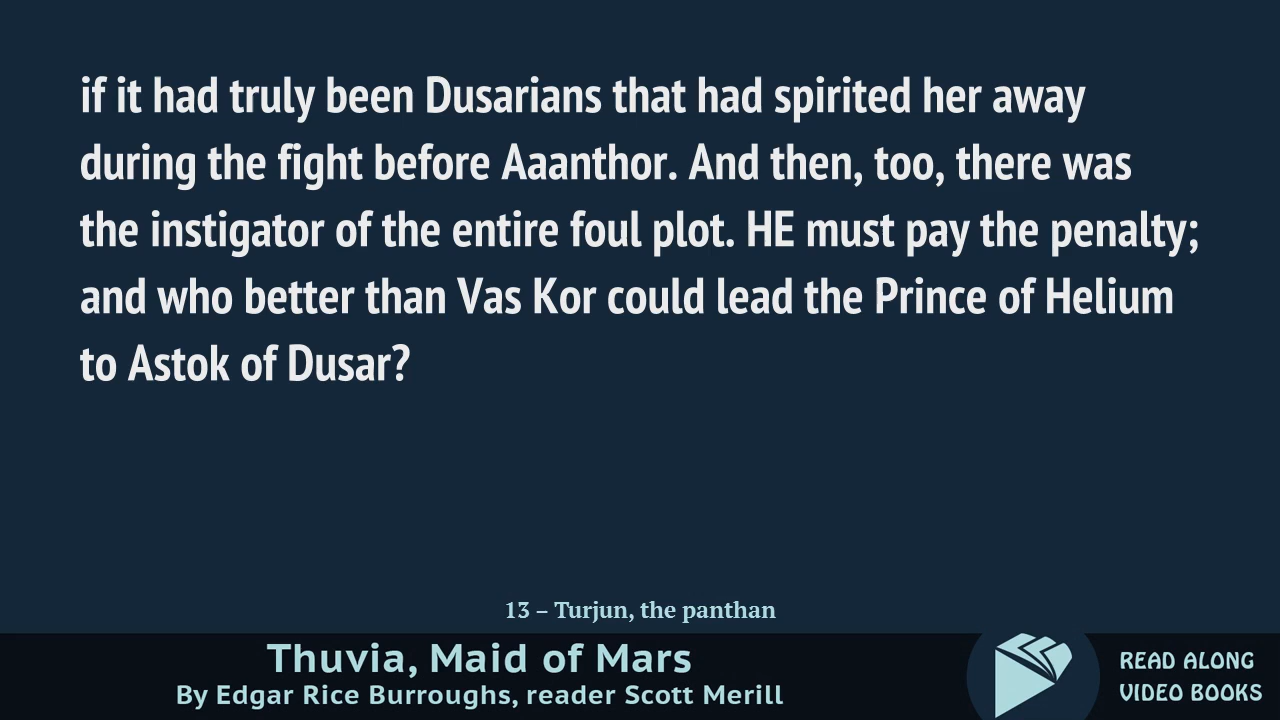 if it had truly been Dusarians that had spirited her away
during the fight before Aaanthor. And then, too, there was
the instigator of the entire foul plot. HE must pay the penalty;
and who better than Vas Kor could lead the Prince of Helium
to Astok of Dusar?
13 – Turjun, the panthan
Thuvia, Maid of Mars
By Edgar Rice Burroughs, reader Scott Merill
READ ALONG
VIDEO BOOKS